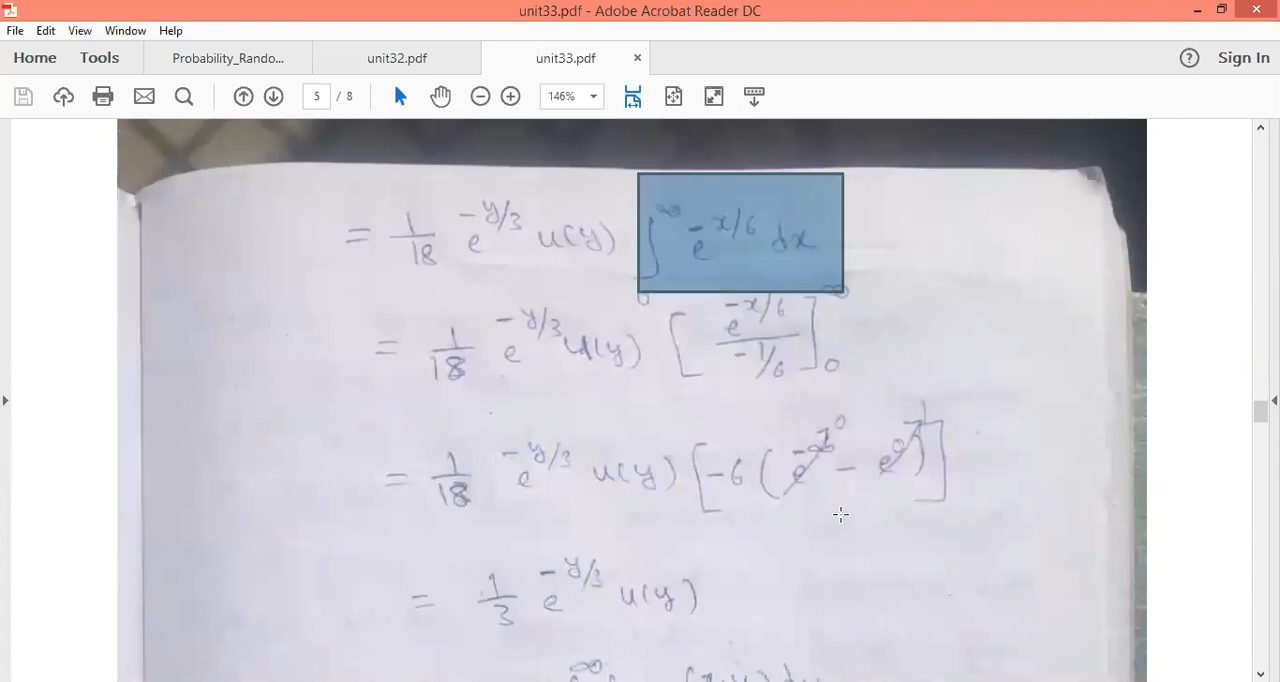 unit33.pdf - Adobe Acrobat Reader DC
File Edit View Window Help
Home Tools Probability_Rando... unit32.pdf unit33.pdf × ? Sign In
5 / 8 146%
= 1/18 e^{-y/3} u(y) ∫_0^∞ e^{-x/6} dx
= 1/18 e^{-y/3} u(y) [ e^{-x/6} / -1/6 ]_0^∞
= 1/18 e^{-y/3} u(y) [ -6 ( e^{-∞} 0 - e^0 ) 1 ]
= 1/3 e^{-y/3} u(y)